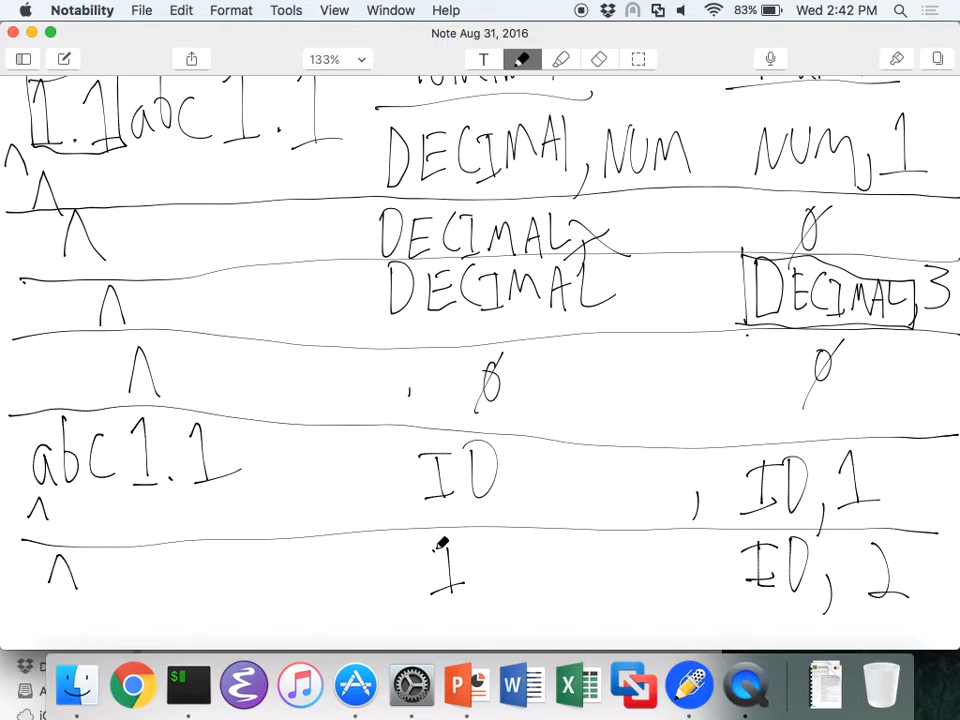 Notability File Edit Format Tools View Window Help 83% Wed 2:42 PM
Note Aug 31, 2016
T 133%
1.1abc1.1
DECIMAL, NUM NUM, 1
DECIMAL
DECIMAL DECIMAL, 3
abc1.1 ID , ID, 1
I ID, 2